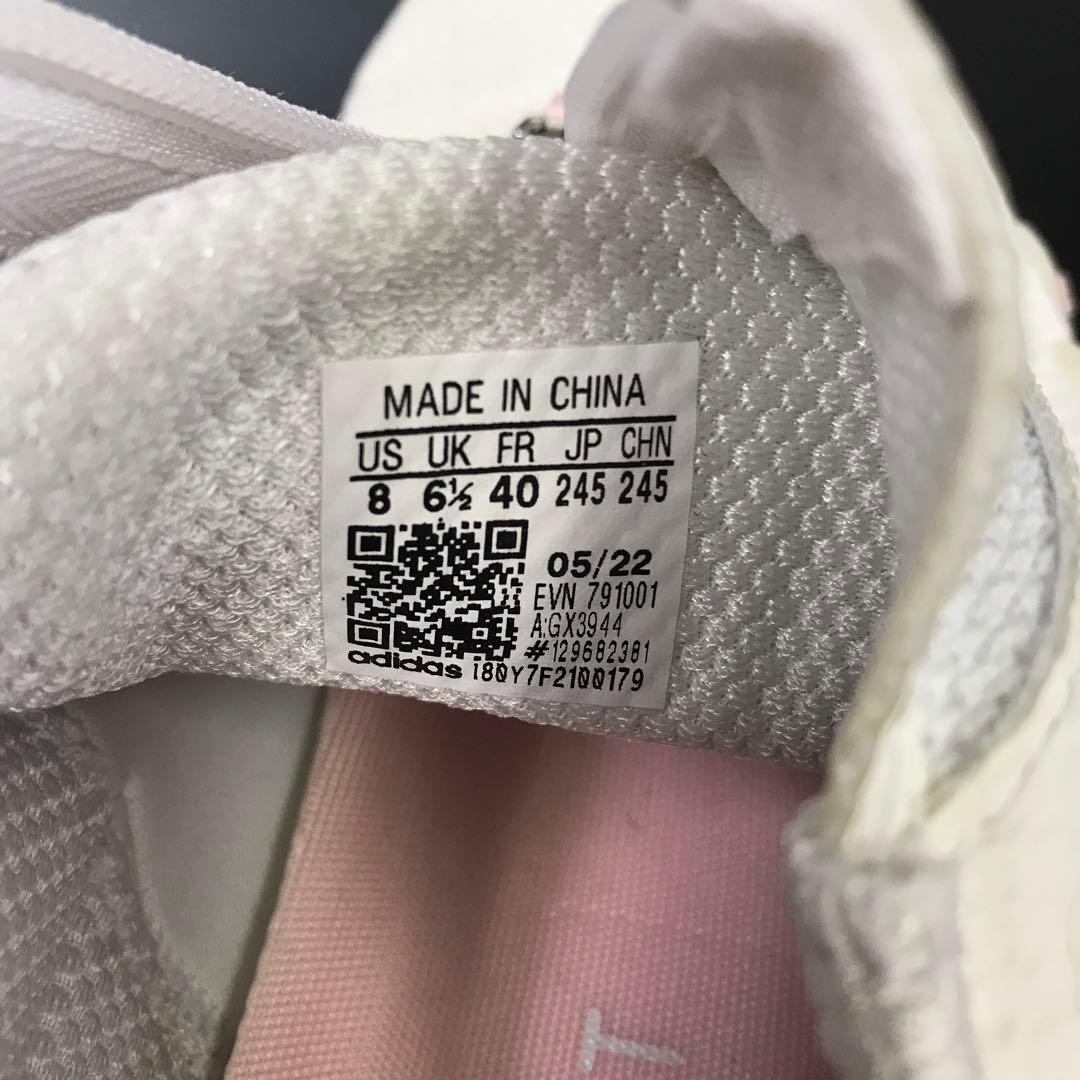 MADE IN CHINA
US UK FR JP CHN
8 6½ 40 245 245
05/22
EVN 791001
A:GX3944
#129682381
adidas 180Y7F2100179
T